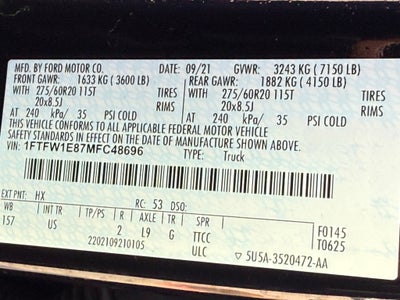 MFD. BY FORD MOTOR CO. DATE: 09/21 GVWR: 3243 KG ( 7150 LB)
FRONT GAWR: 1633 KG ( 3600 LB) REAR GAWR: 1882 KG ( 4150 LB)
WITH 275/60R20 115T TIRES WITH 275/60R20 115T TIRES
20x8.5J RIMS 20x8.5J RIMS
AT 240 kPa/ 35 PSI COLD AT 240 kPa/ 35 PSI COLD
THIS VEHICLE CONFORMS TO ALL APPLICABLE FEDERAL MOTOR VEHICLE
SAFETY STANDARDS IN EFFECT ON THE DATE OF MANUFACTURE SHOWN ABOVE.
VIN: 1FTFW1E87MFC48696 TYPE: Truck
EXT PNT: HX RC: 53 DSO:
WB TP/PS R AXLE TR SPR F0145
157 US 2 L9 G TTCC T0625
2202109210105 ULC 5U5A-3520472-AA